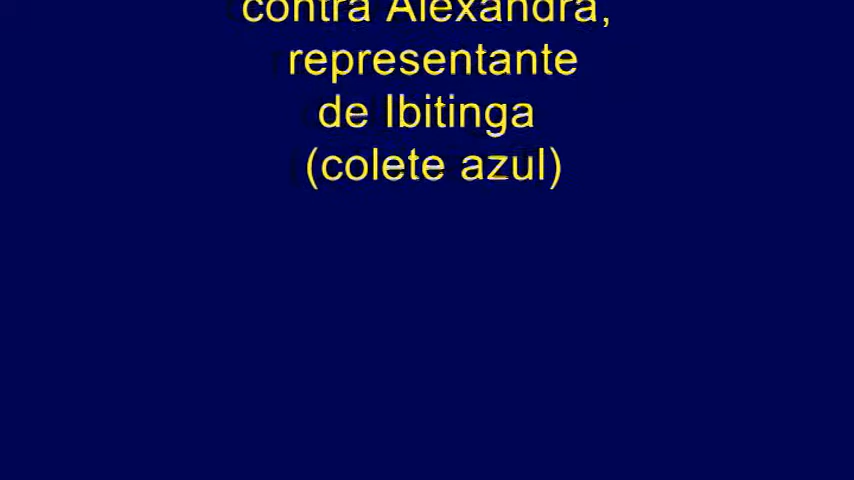 contra Alexandra,
representante
de Ibitinga
(colete azul)